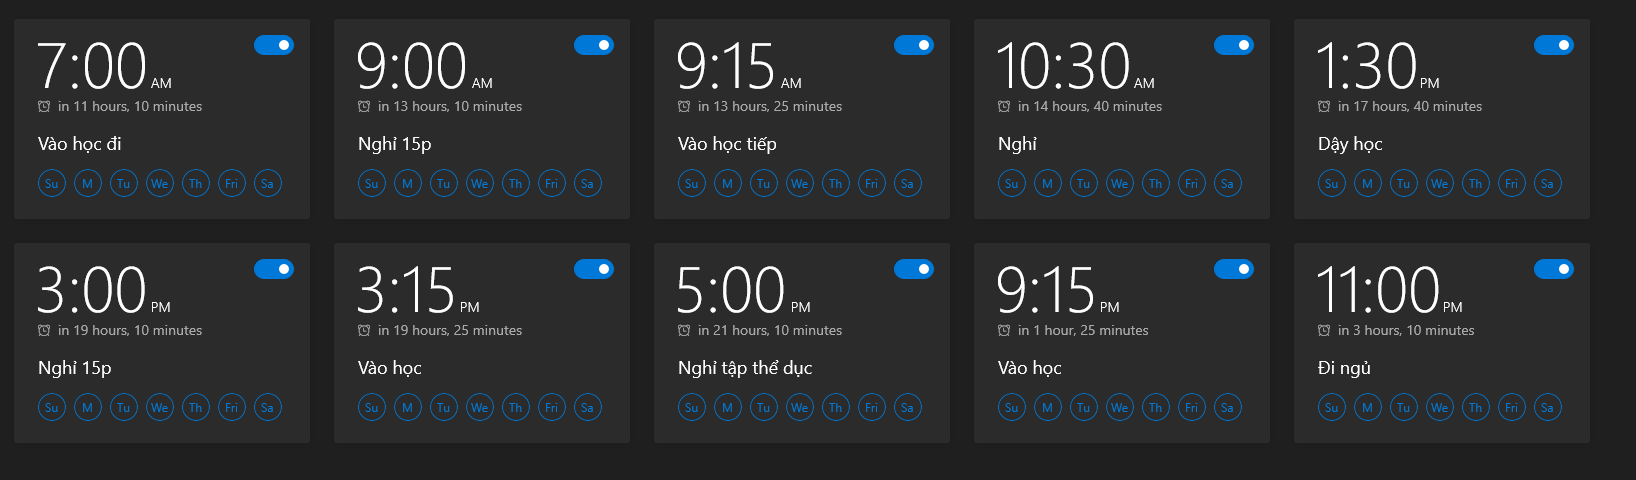 7:00 AM
in 11 hours, 10 minutes
Vào học đi
Su M Tu We Th Fri Sa
9:00 AM
in 13 hours, 10 minutes
Nghỉ 15p
Su M Tu We Th Fri Sa
9:15 AM
in 13 hours, 25 minutes
Vào học tiếp
Su M Tu We Th Fri Sa
10:30 AM
in 14 hours, 40 minutes
Nghỉ
Su M Tu We Th Fri Sa
1:30 PM
in 17 hours, 40 minutes
Dậy học
Su M Tu We Th Fri Sa
3:00 PM
in 19 hours, 10 minutes
Nghỉ 15p
Su M Tu We Th Fri Sa
3:15 PM
in 19 hours, 25 minutes
Vào học
Su M Tu We Th Fri Sa
5:00 PM
in 21 hours, 10 minutes
Nghỉ tập thể dục
Su M Tu We Th Fri Sa
9:15 PM
in 1 hour, 25 minutes
Vào học
Su M Tu We Th Fri Sa
11:00 PM
in 3 hours, 10 minutes
Đi ngủ
Su M Tu We Th Fri Sa